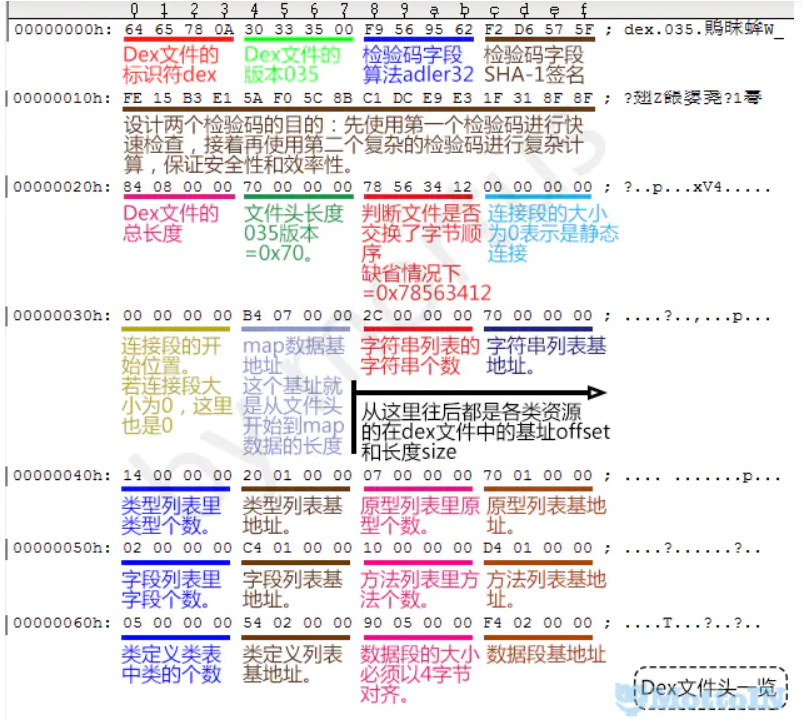 0 1 2 3 4 5 6 7 8 9 a b c d e f
00000000h: 64 65 78 0A 30 33 35 00 F9 56 95 62 F2 D6 57 5F ; dex.035.
Dex文件的 Dex文件的 检验码字段 检验码字段
标识符dex 版本035 算法adler32 SHA-1签名
00000010h: FE 15 B3 E1 5A F0 5C 8B C1 DC E9 E3 1F 31 8F 8F ;
设计两个检验码的目的：先使用第一个检验码进行快
速检查，接着再使用第二个复杂的检验码进行复杂计
算，保证安全性和效率性。
00000020h: 84 08 00 00 70 00 00 00 78 56 34 12 00 00 00 00 ; ?..p...xV4.....
Dex文件的 文件头长度 判断文件是否 连接段的大小
总长度 035版本 交换了字节顺 为0表示是静态
=0x70。 序 连接
缺省情况下
=0x78563412
00000030h: 00 00 00 00 B4 07 00 00 2C 00 00 00 70 00 00 00 ; ....?..,...p...
连接段的开 map数据基 字符串列表的 字符串列表基
始位置。 地址 字符串个数 地址。
若连接段大 这个基址就
小为0，这里 是从文件头 从这里往后都是各类资源
也是0 开始到map 的在dex文件中的基址offset
数据的长度 和长度size
00000040h: 14 00 00 00 20 01 00 00 07 00 00 00 70 01 00 00 ; .... .......p...
类型列表里 类型列表基 原型列表里原 原型列表基地
类型个数。 地址。 型个数。 址。
00000050h: 02 00 00 00 C4 01 00 00 10 00 00 00 D4 01 00 00 ; ....?......?..
字段列表里 字段列表基 方法列表里方 方法列表基地
字段个数。 地址。 法个数。 址。
00000060h: 05 00 00 00 54 02 00 00 90 05 00 00 F4 02 00 00 ; ....T...?..?..
类定义类表 类定义列表 数据段的大小 数据段基地址
中类的个数 基地址。 必须以4字节
对齐。
Dex文件头一览
MottoIN